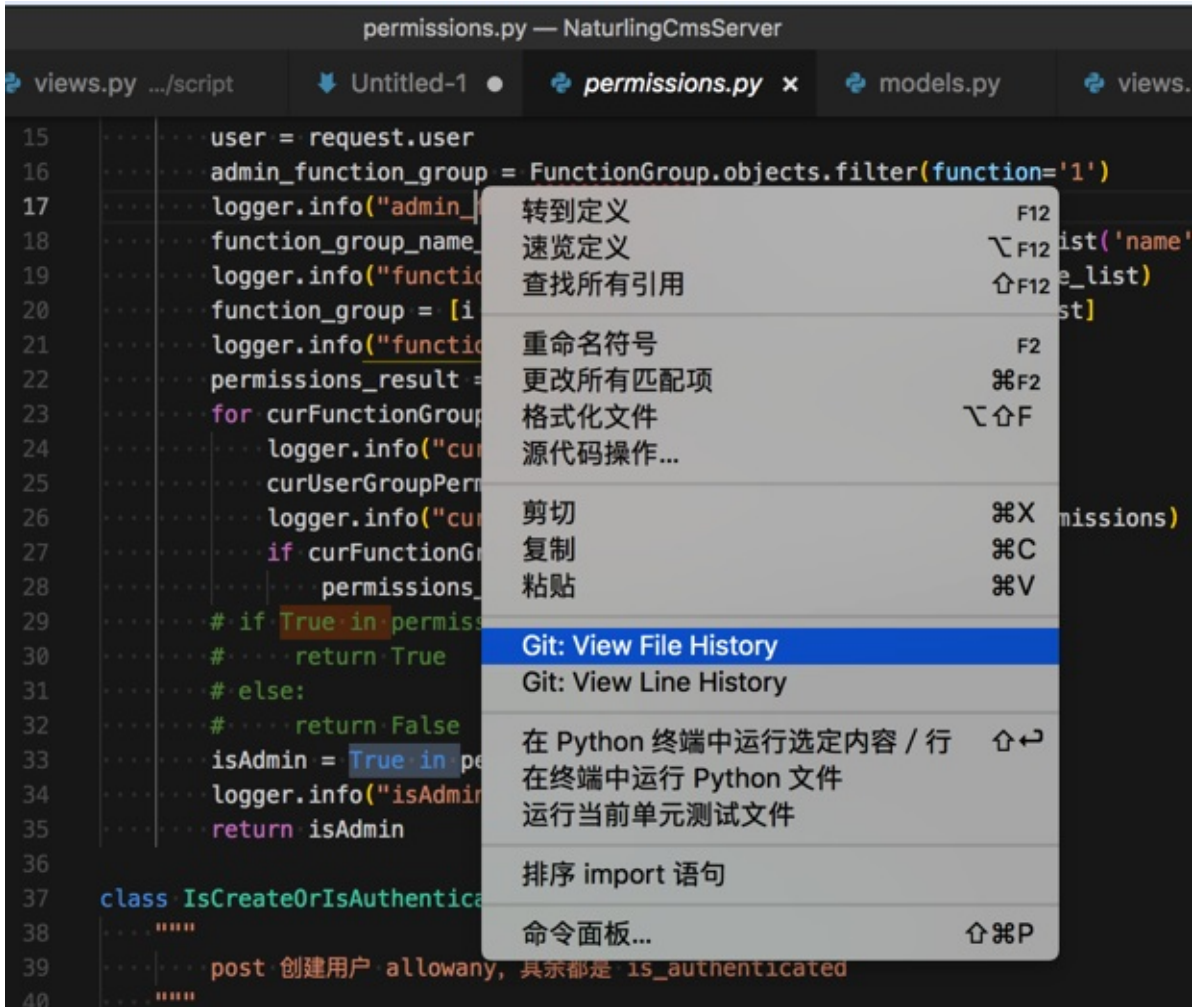 permissions.py — NaturlingCmsServer
views.py .../script Untitled-1 ● permissions.py × models.py views.
15 user = request.user
16 admin_function_group = FunctionGroup.objects.filter(function='1')
17 logger.info("admin_
18 function_group_name_ ist('name'
19 logger.info("functio e_list)
20 function_group = [i st]
21 logger.info("functio
22 permissions_result =
23 for curFunctionGroup
24 logger.info("cur
25 curUserGroupPerm
26 logger.info("cur missions)
27 if curFunctionGr
28 permissions_
29 # if True in permiss
30 # return True
31 # else:
32 # return False
33 isAdmin = True in pe
34 logger.info("isAdmin
35 return isAdmin
36
37 class IsCreateOrIsAuthentica
38 """
39 post 创建用户 allowany, 其余都是 is_authenticated
40 """
转到定义 F12
速览定义 ⌥F12
查找所有引用 ⇧F12
重命名符号 F2
更改所有匹配项 ⌘F2
格式化文件 ⌥⇧F
源代码操作...
剪切 ⌘X
复制 ⌘C
粘贴 ⌘V
Git: View File History
Git: View Line History
在 Python 终端中运行选定内容 / 行 ⇧↩
在终端中运行 Python 文件
运行当前单元测试文件
排序 import 语句
命令面板... ⇧⌘P